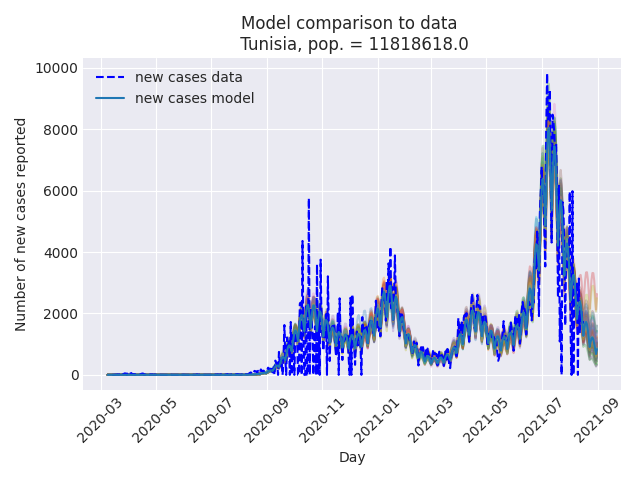 Model comparison to data
Tunisia, pop. = 11818618.0
new cases data
new cases model
Number of new cases reported
10000
8000
6000
4000
2000
0
2020-03
2020-05
2020-07
2020-09
2020-11
2021-01
2021-03
2021-05
2021-07
2021-09
Day